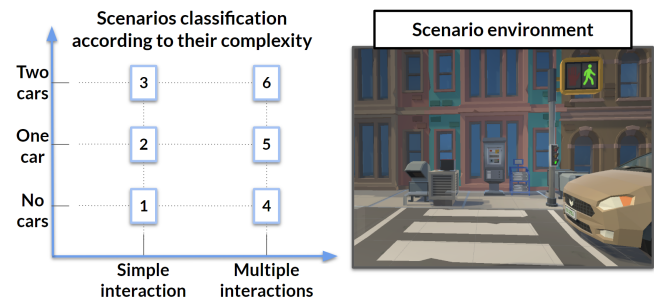 Scenarios classification
according to their complexity
Two
cars
3
6
One
car
2
5
No
cars
1
4
Simple
interaction
Multiple
interactions
Scenario environment